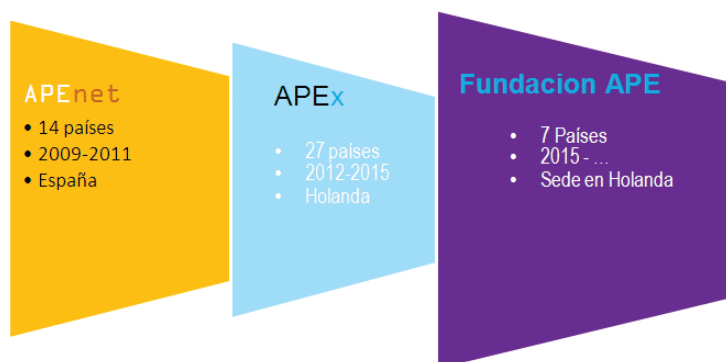 APEnet
• 14 países
• 2009-2011
• España
APEx
• 27 países
• 2012-2015
• Holanda
Fundacion APE
• 7 Países
• 2015 - ...
• Sede en Holanda